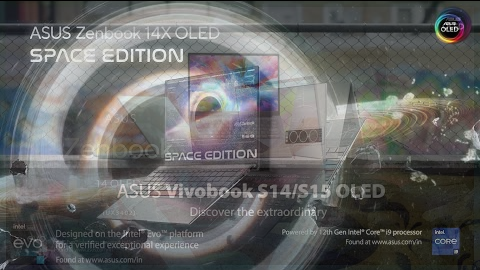 ASUS Zenbook 14X OLED
SPACE EDITION
ASUS
OLED
SPACE EDITION
Zenbook
ASUS Vivobook S14/S15 OLED
Discover the extraordinary
intel
evo
Designed on the Intel® evo™ platform
for a verified exceptional experience
Found at www.asus.com/in
Powered by 12th Gen Intel® Core™ i9 processor
Found at www.asus.com/in
intel
CORE